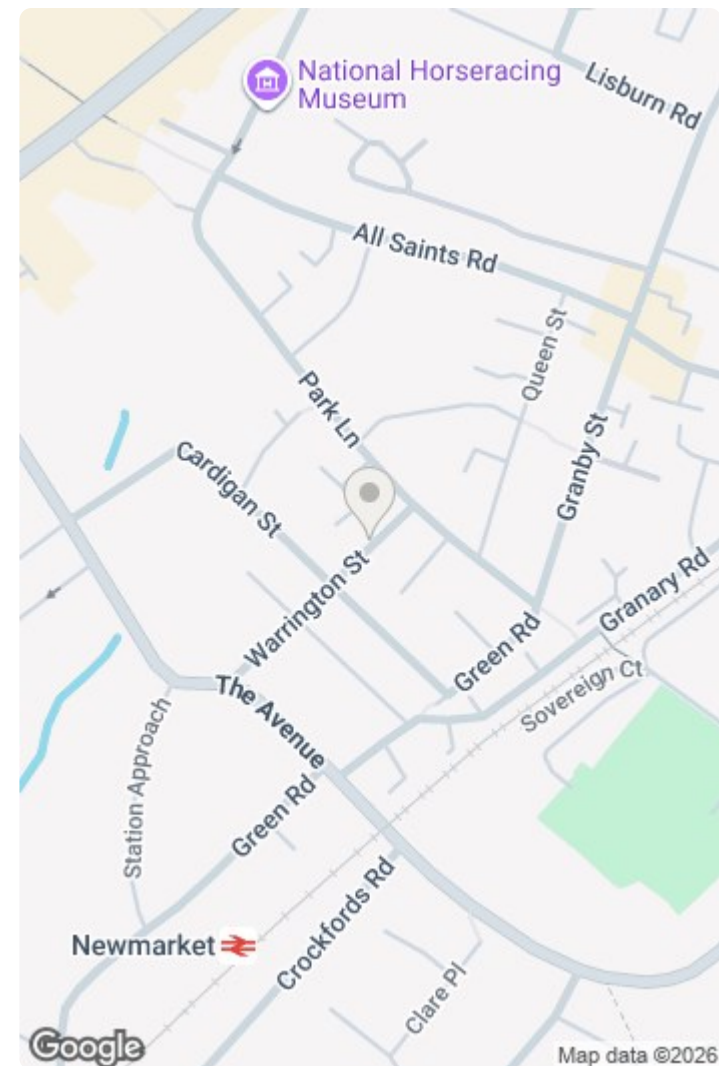 National Horseracing
Museum
Lisburn Rd
All Saints Rd
Queen St
Park Ln
Granby St
Cardigan St
Warrington St
Granary Rd
Green Rd
Sovereign Ct
The Avenue
Station Approach
Green Rd
Crockfords Rd
Newmarket
Clare Pl
Google
Map data ©2026